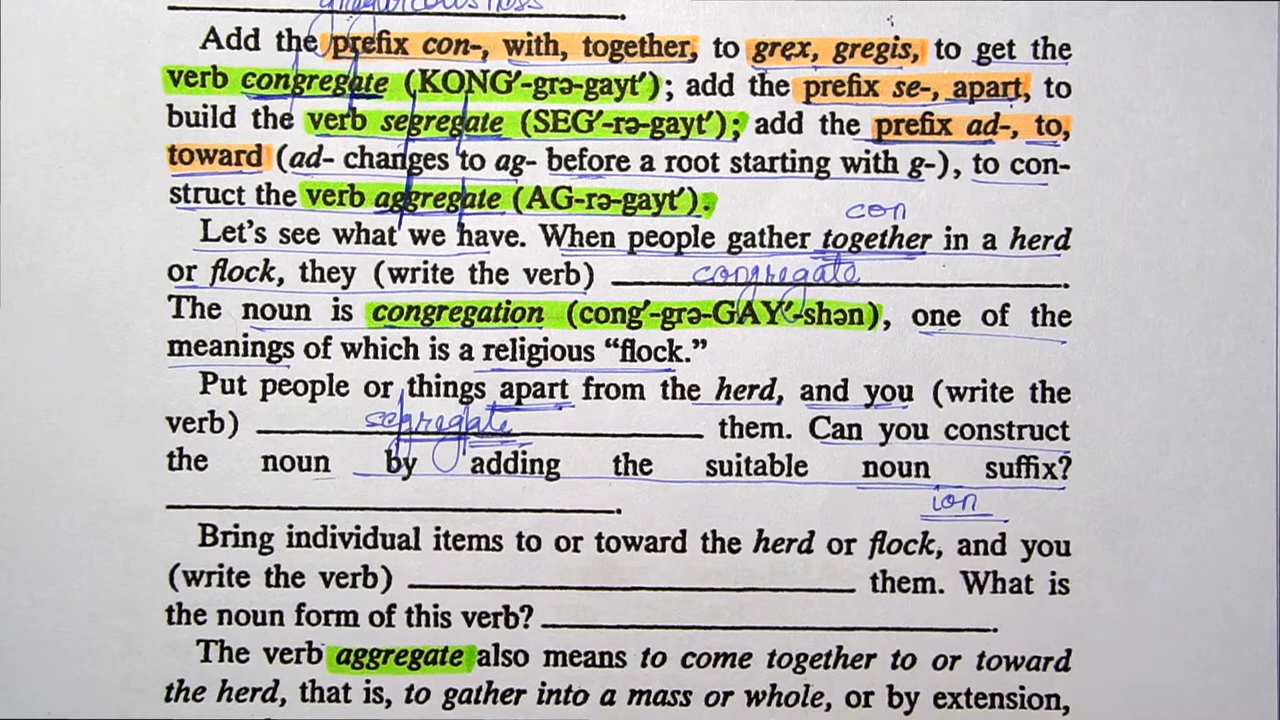 gregariousness
Add the prefix con-, with, together, to grex, gregis, to get the
verb congregate (KONG′-grə-gayt′); add the prefix se-, apart, to
build the verb segregate (SEG′-rə-gayt′); add the prefix ad-, to,
toward (ad- changes to ag- before a root starting with g-), to con-
struct the verb aggregate (AG-rə-gayt′).
con
Let's see what we have. When people gather together in a herd
or flock, they (write the verb) congregate.
The noun is congregation (cong′-grə-GAY′-shən), one of the
meanings of which is a religious “flock.”
Put people or things apart from the herd, and you (write the
verb) segregate them. Can you construct
the noun by adding the suitable noun suffix?
ion
Bring individual items to or toward the herd or flock, and you
(write the verb) ____ them. What is
the noun form of this verb? ____.
The verb aggregate also means to come together to or toward
the herd, that is, to gather into a mass or whole, or by extension,